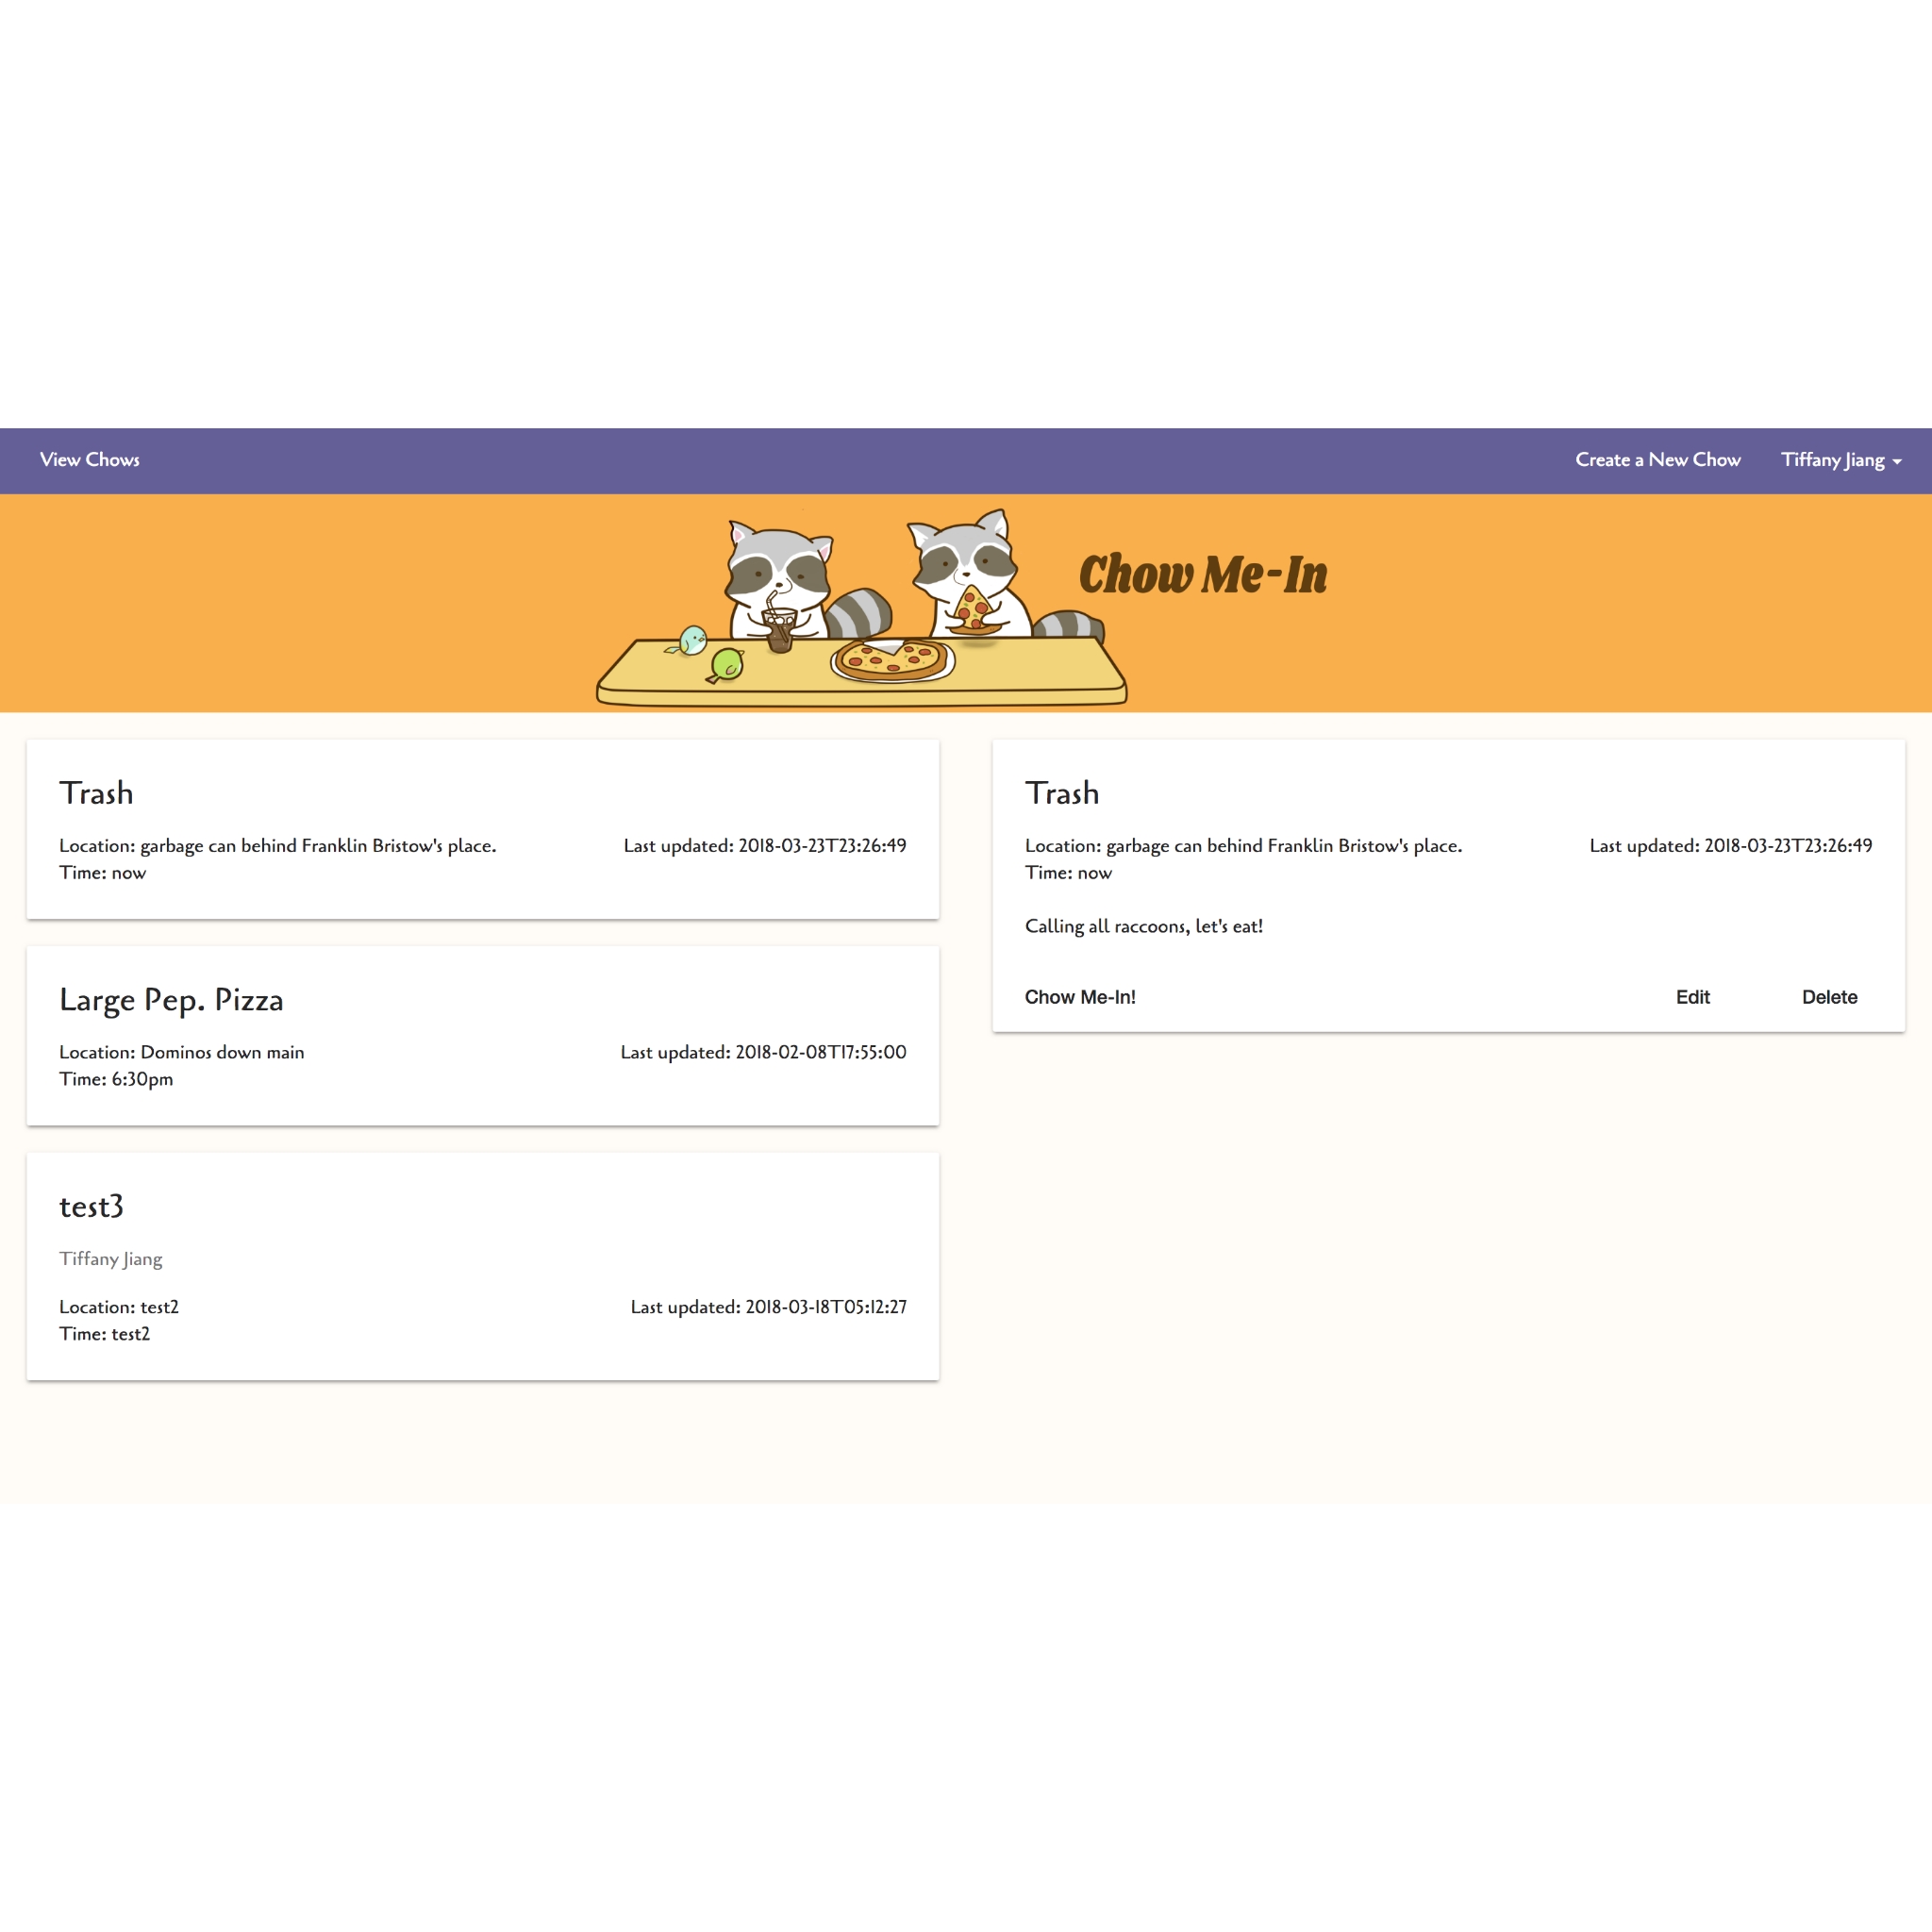 View Chows
Create a New Chow
Tiffany Jiang
Chow Me-In
Trash
Location: garbage can behind Franklin Bristow's place.
Last updated: 2018-03-23T23:26:49
Time: now
Large Pep. Pizza
Location: Dominos down main
Last updated: 2018-02-08T17:55:00
Time: 6:30pm
test3
Tiffany Jiang
Location: test2
Last updated: 2018-03-18T05:12:27
Time: test2
Trash
Location: garbage can behind Franklin Bristow's place.
Last updated: 2018-03-23T23:26:49
Time: now
Calling all raccoons, let's eat!
Chow Me-In!
Edit
Delete